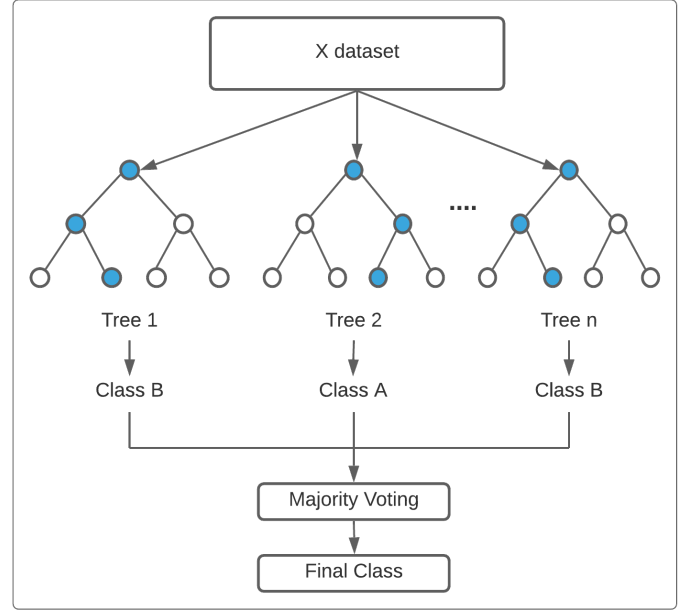 X dataset
....
Tree 1
Tree 2
Tree n
Class B
Class A
Class B
Majority Voting
Final Class